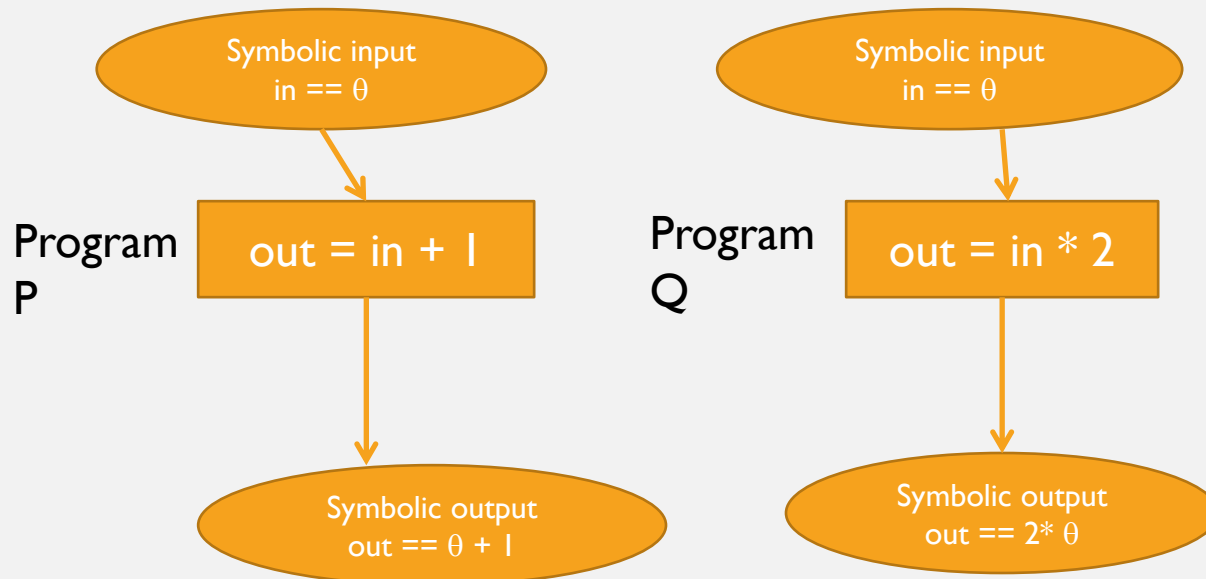 Symbolic input
in == θ
Program
P
out = in + 1
Symbolic output
out == θ + 1
Symbolic input
in == θ
Program
Q
out = in * 2
Symbolic output
out == 2* θ